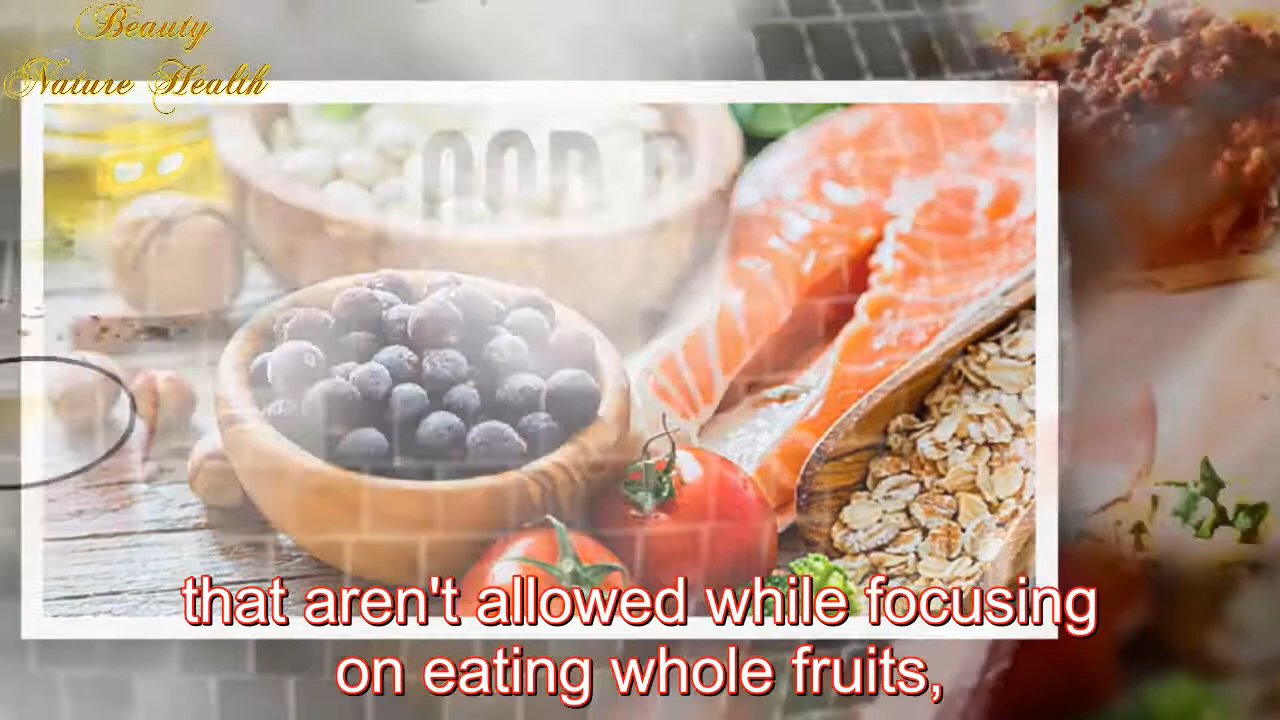 Beauty
Nature Health
that aren't allowed while focusing
on eating whole fruits,